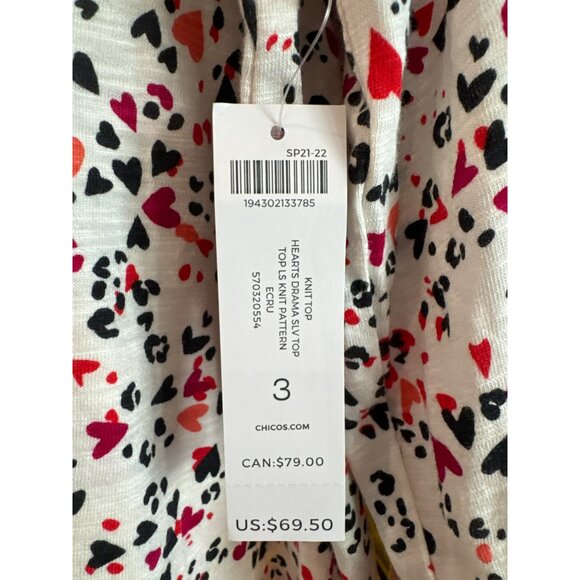 SP21-22
194302133785
KNIT TOP
HEARTS DRAMA SLV TOP
TOP LS KNIT PATTERN
ECRU
570320554
3
CHICOS.COM
CAN:$79.00
US:$69.50